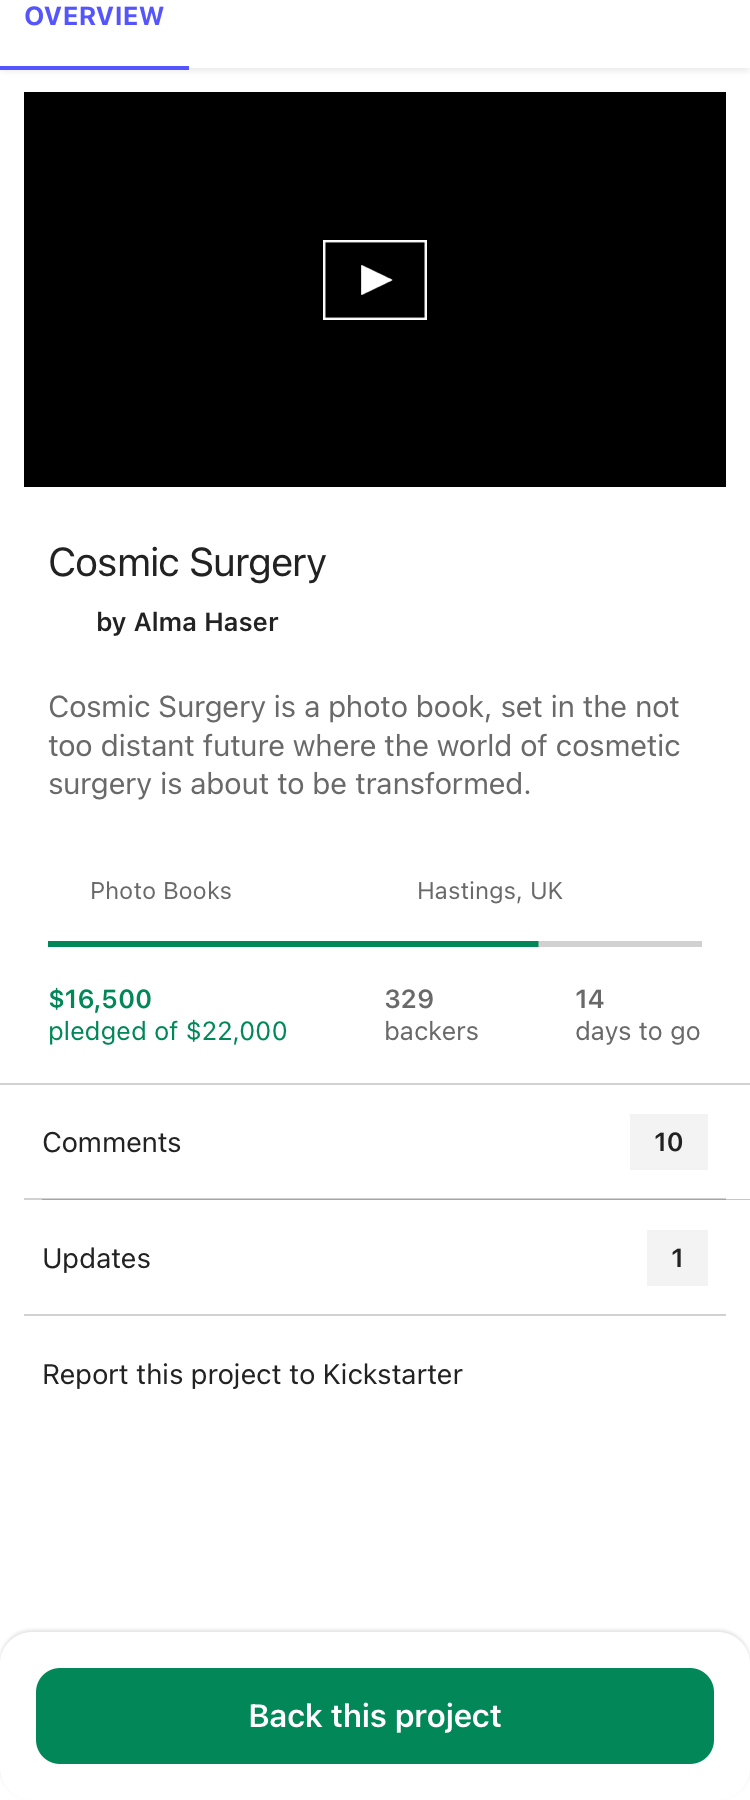 OVERVIEW
Cosmic Surgery
by Alma Haser
Cosmic Surgery is a photo book, set in the not
too distant future where the world of cosmetic
surgery is about to be transformed.
Photo Books
Hastings, UK
$16,500
pledged of $22,000
329
backers
14
days to go
Comments
10
Updates
1
Report this project to Kickstarter
Back this project